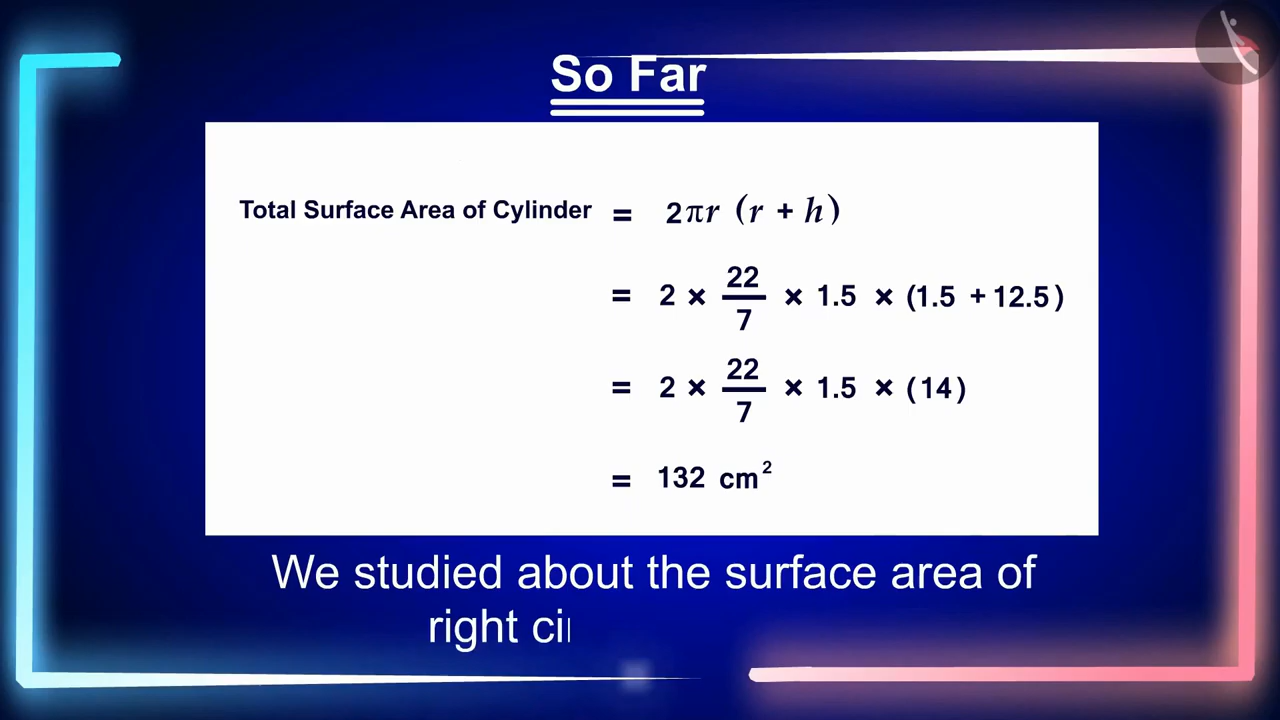 So Far
Total Surface Area of Cylinder = 2πr (r + h)
= 2 × 22/7 × 1.5 × (1.5 + 12.5)
= 2 × 22/7 × 1.5 × (14)
= 132 cm²
We studied about the surface area of
right ci